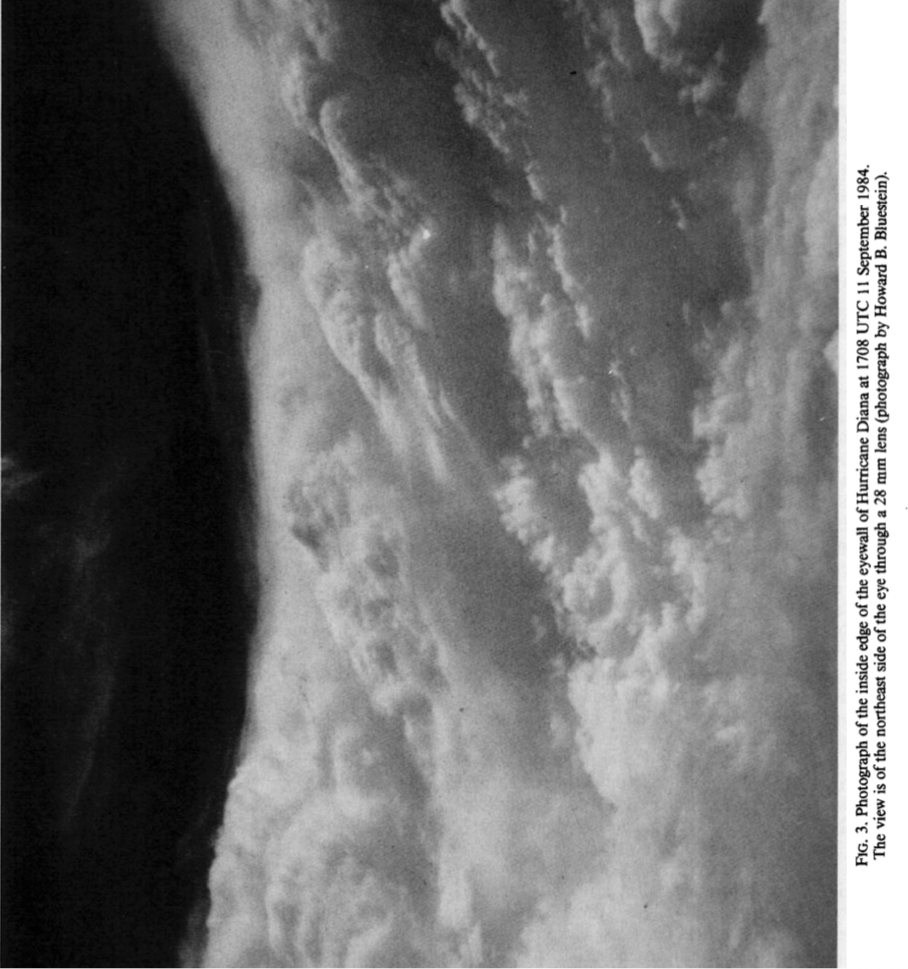 FIG. 3. Photograph of the inside edge of the eyewall of Hurricane Diana at 1708 UTC 11 September 1984.
The view is of the northeast side of the eye through a 28 mm lens (photograph by Howard B. Bluestein).